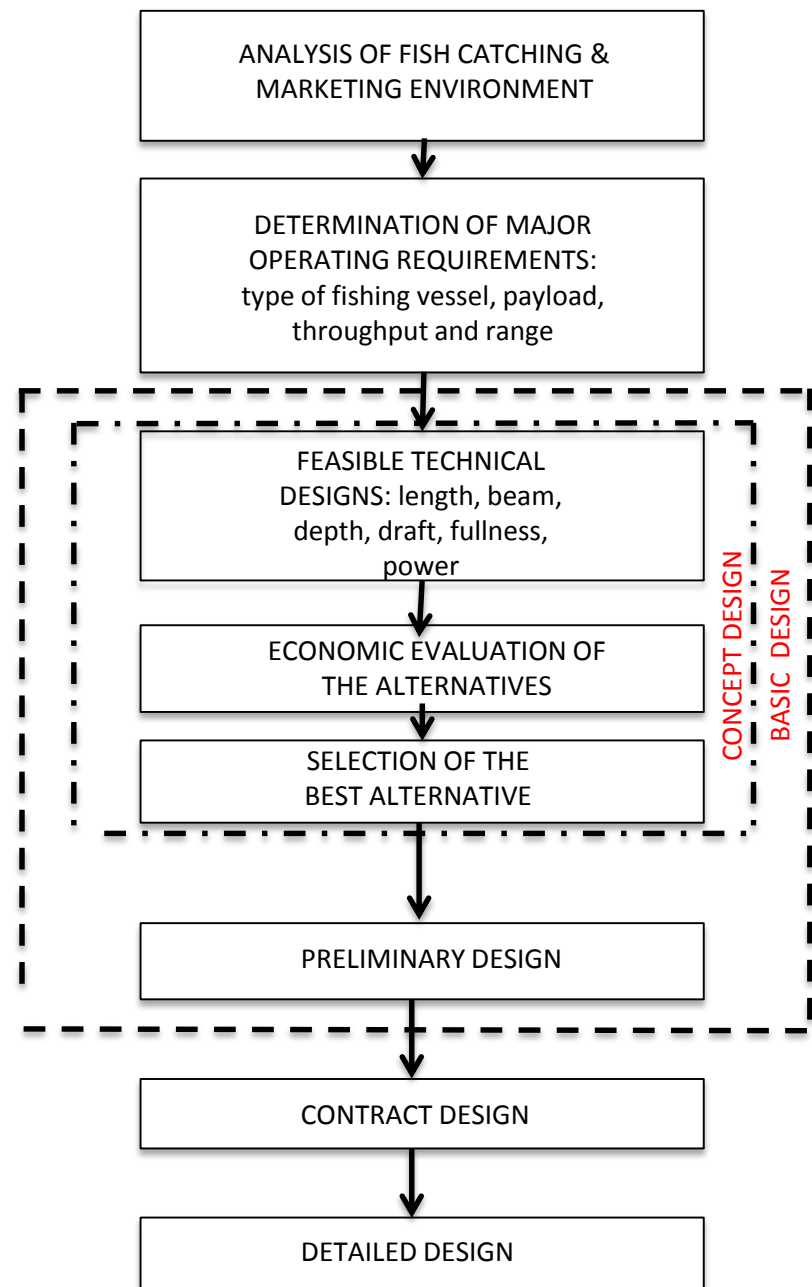 ANALYSIS OF FISH CATCHING &
MARKETING ENVIRONMENT
DETERMINATION OF MAJOR
OPERATING REQUIREMENTS:
type of fishing vessel, payload,
throughput and range
FEASIBLE TECHNICAL
DESIGNS: length, beam,
depth, draft, fullness,
power
ECONOMIC EVALUATION OF
THE ALTERNATIVES
SELECTION OF THE
BEST ALTERNATIVE
CONCEPT DESIGN
BASIC DESIGN
PRELIMINARY DESIGN
CONTRACT DESIGN
DETAILED DESIGN